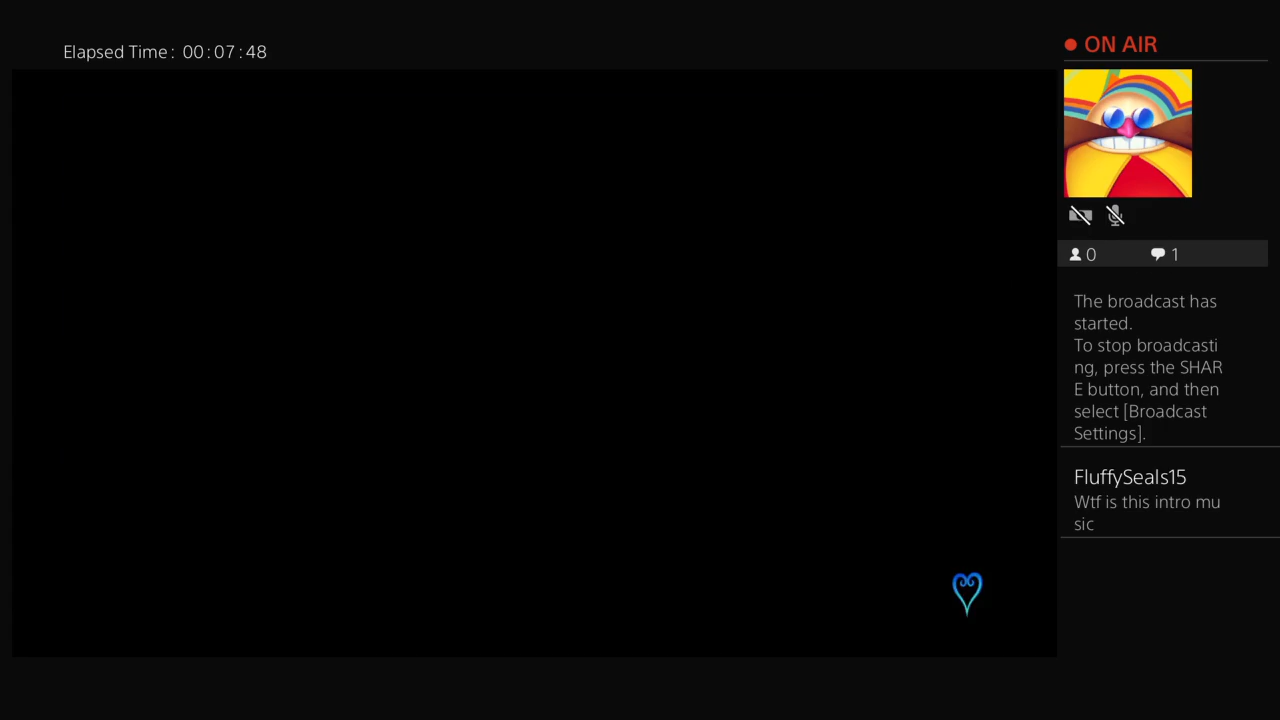 Elapsed Time: 00:07:48
ON AIR
0 1
The broadcast has
started.
To stop broadcasti
ng, press the SHAR
E button, and then
select [Broadcast
Settings].
FluffySeals15
Wtf is this intro mu
sic